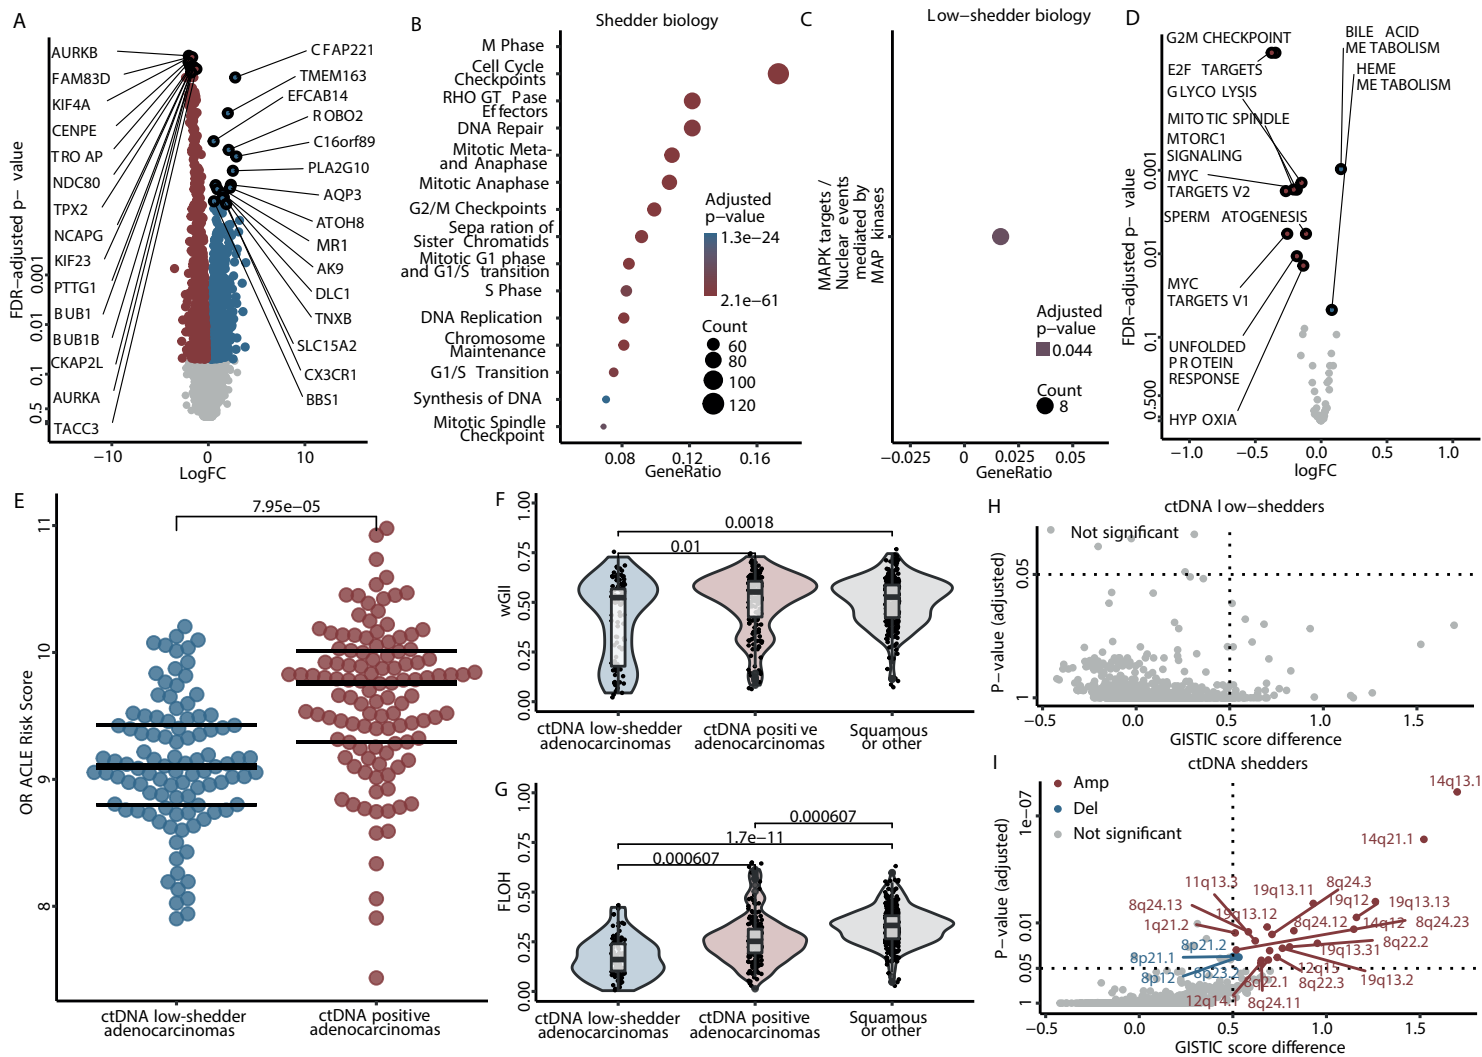 A
AURKB
FAM83D
KIF4A
CENPE
TRO AP
NDC80
TPX2
NCAPG
KIF23
PTTG1
BUB1
BUB1B
CKAP2L
AURKA
TACC3
CFAP221
TMEM163
EFCAB14
ROBO2
C16orf89
PLA2G10
AQP3
ATOH8
MR1
AK9
DLC1
TNXB
SLC15A2
CX3CR1
BBS1
FDR-adjusted p- value
0.001
0.01
0.1
0.5
−10
0
10
LogFC
B
Shedder biology
M Phase
Cell Cycle
Checkpoints
RHO GT Pase
Effectors
DNA Repair
Mitotic Meta-
and Anaphase
Mitotic Anaphase
G2/M Checkpoints
Sepa ration of
Sister Chromatids
Mitotic G1 phase
and G1/S transition
S Phase
DNA Replication
Chromosome
Maintenance
G1/S Transition
Synthesis of DNA
Mitotic Spindle
Checkpoint
Adjusted
p-value
1.3e−24
2.1e−61
Count
60
80
100
120
0.08
0.12
0.16
GeneRatio
C
Low−shedder biology
MAPK targets /
Nuclear events
mediated by
MAP kinases
Adjusted
p-value
0.044
Count
8
−0.025
0
0.025
0.05
GeneRatio
D
G2M CHECKPOINT
E2F TARGETS
GLYCO LYSIS
MITOTIC SPINDLE
MTORC1
SIGNALING
MYC
TARGETS V2
SPERM ATOGENESIS
MYC
TARGETS V1
UNFOLDED
PROTEIN
RESPONSE
HYP OXIA
BILE ACID
METABOLISM
HEME
METABOLISM
FDR−adjusted p− value
0.001
0.01
0.1
0.500
−1.0
−0.5
0.0
0.5
1.0
logFC
E
7.95e−05
OR ACLE Risk Score
11
10
9
8
ctDNA low-shedder
adenocarcinomas
ctDNA positive
adenocarcinomas
F
0.0018
0.01
wGII
1.00
0.75
0.50
0.25
0.00
ctDNA low-shedder
adenocarcinomas
ctDNA positi ve
adenocarcinomas
Squamous
or other
G
0.000607
1.7e−11
0.000607
FLOH
1.00
0.75
0.50
0.25
0.00
ctDNA low-shedder
adenocarcinomas
ctDNA positive
adenocarcinomas
Squamous
or other
H
ctDNA low−shedders
Not significant
P−value (adjusted)
0.05
1
−0.5
0.0
0.5
1.0
1.5
GISTIC score difference
I
ctDNA shedders
Amp
Del
Not significant
P−value (adjusted)
1e−07
0.01
0.05
1
14q13.1
14q21.1
11q13.3
19q13.11
8q24.3
19q12
19q13.13
8q24.13
1q21.2
19q13.12
8q24.12
14q12
8q24.23
8p21.2
8q22.2
19q13.31
8p21.1
8p12
8p23.2
8q22.1
12q15
8q22.3
19q13.2
12q14.1
8q24.11
−0.5
0.0
0.5
1.0
1.5
GISTIC score difference